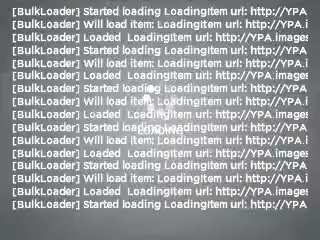 [BulkLoader] Started loading LoadingItem url: http://YPA
[BulkLoader] Will load item: LoadingItem url: http://YPA.i
[BulkLoader] Loaded LoadingItem url: http://YPA.images
[BulkLoader] Started loading LoadingItem url: http://YPA
[BulkLoader] Will load item: LoadingItem url: http://YPA.i
[BulkLoader] Loaded LoadingItem url: http://YPA.images
[BulkLoader] Started loading LoadingItem url: http://YPA
[BulkLoader] Will load item: LoadingItem url: http://YPA.i
[BulkLoader] Loaded LoadingItem url: http://YPA.images
[BulkLoader] Started loading LoadingItem url: http://YPA
LOADING
[BulkLoader] Will load item: LoadingItem url: http://YPA.i
[BulkLoader] Loaded LoadingItem url: http://YPA.images
[BulkLoader] Started loading LoadingItem url: http://YPA
[BulkLoader] Will load item: LoadingItem url: http://YPA.i
[BulkLoader] Loaded LoadingItem url: http://YPA.images
[BulkLoader] Started loading LoadingItem url: http://YPA